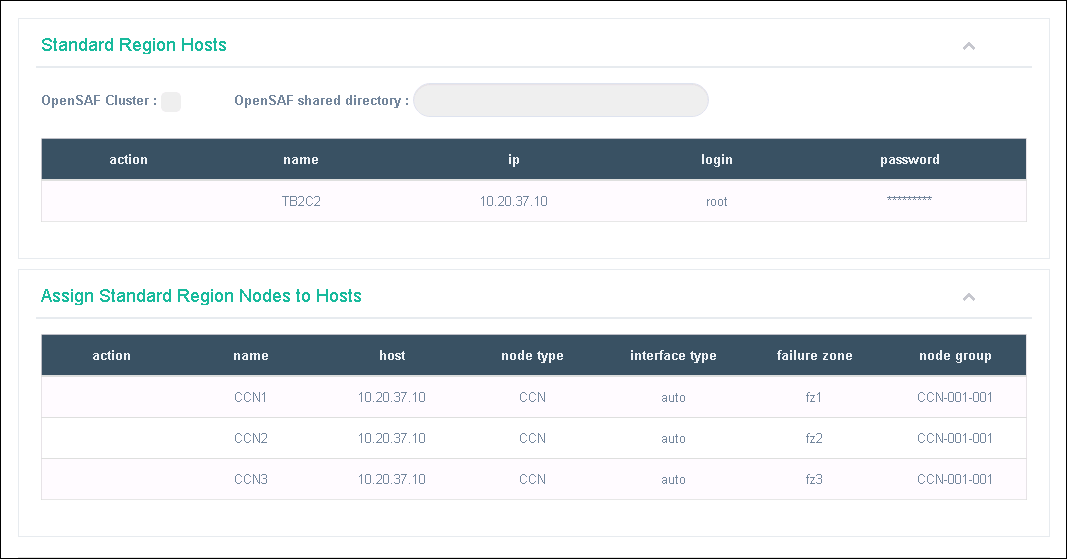 Standard Region Hosts
OpenSAF Cluster : OpenSAF shared directory :
action name ip login password
TB2C2 10.20.37.10 root *********
Assign Standard Region Nodes to Hosts
action name host node type interface type failure zone node group
CCN1 10.20.37.10 CCN auto fz1 CCN-001-001
CCN2 10.20.37.10 CCN auto fz2 CCN-001-001
CCN3 10.20.37.10 CCN auto fz3 CCN-001-001